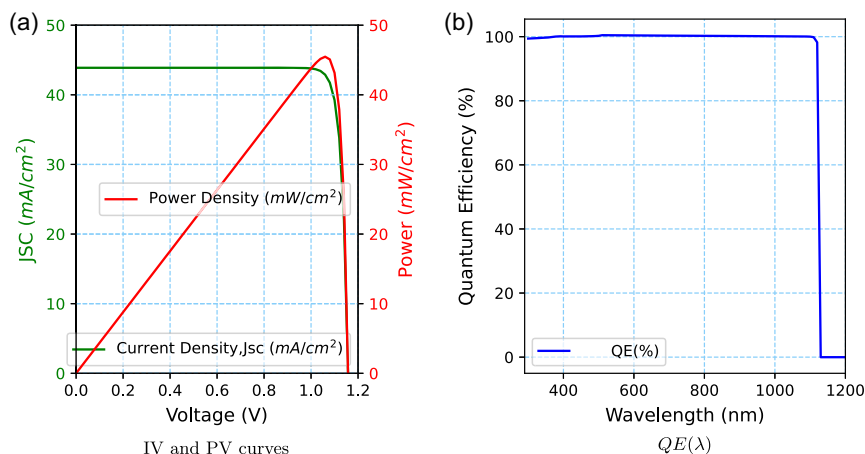 (a)
50
40
30
20
10
0
JSC (mA/cm²)
Power Density (mW/cm²)
Current Density,Jsc (mA/cm²)
0.0 0.2 0.4 0.6 0.8 1.0 1.2
Voltage (V)
50
40
30
20
10
0
Power (mW/cm²)
IV and PV curves
(b)
100
80
60
40
20
0
Quantum Efficiency (%)
QE(%)
400 600 800 1000 1200
Wavelength (nm)
QE(λ)